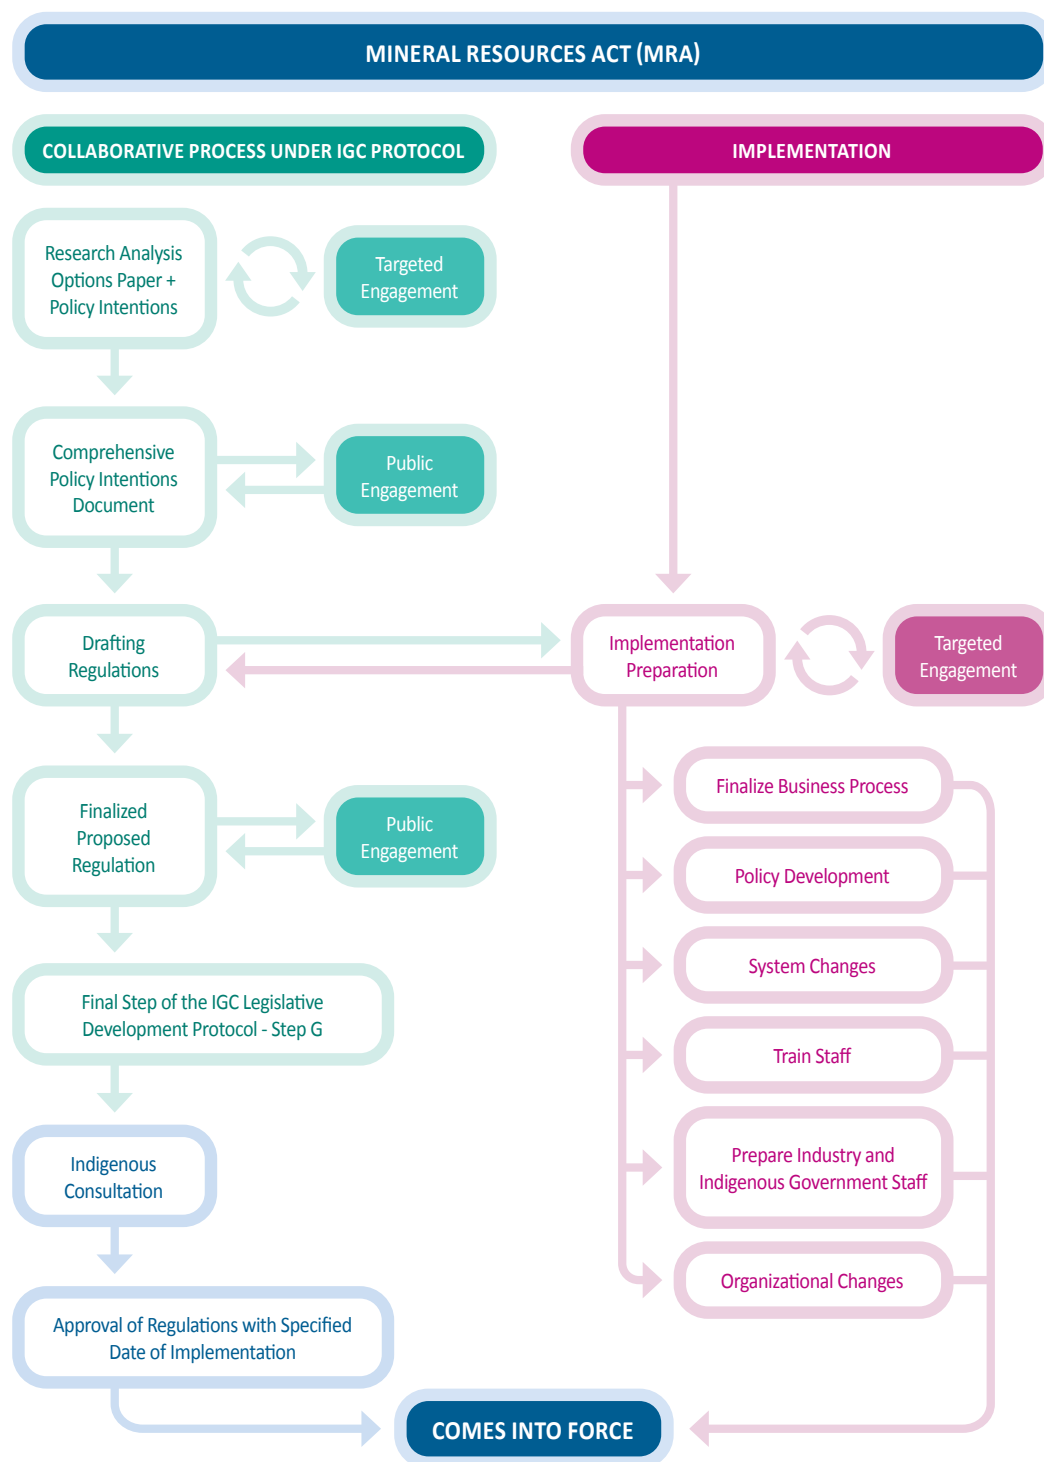 MINERAL RESOURCES ACT (MRA)
COLLABORATIVE PROCESS UNDER IGC PROTOCOL
IMPLEMENTATION
Research Analysis
Options Paper +
Policy Intentions
Targeted
Engagement
Comprehensive
Policy Intentions
Document
Public
Engagement
Drafting
Regulations
Implementation
Preparation
Targeted
Engagement
Finalized
Proposed
Regulation
Public
Engagement
Final Step of the IGC Legislative
Development Protocol - Step G
Indigenous
Consultation
Approval of Regulations with Specified
Date of Implementation
Finalize Business Process
Policy Development
System Changes
Train Staff
Prepare Industry and
Indigenous Government Staff
Organizational Changes
COMES INTO FORCE